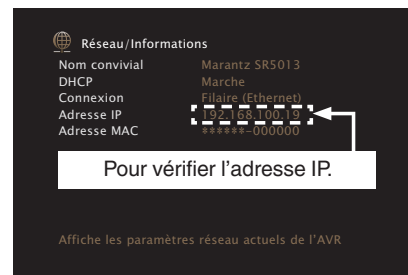 Réseau/Informations
Nom convivial Marantz SR5013
DHCP Marche
Connexion Filaire (Ethernet)
Adresse IP 192.168.100.19
Adresse MAC ******-000000
Pour vérifier l'adresse IP.
Affiche les paramètres réseau actuels de l'AVR